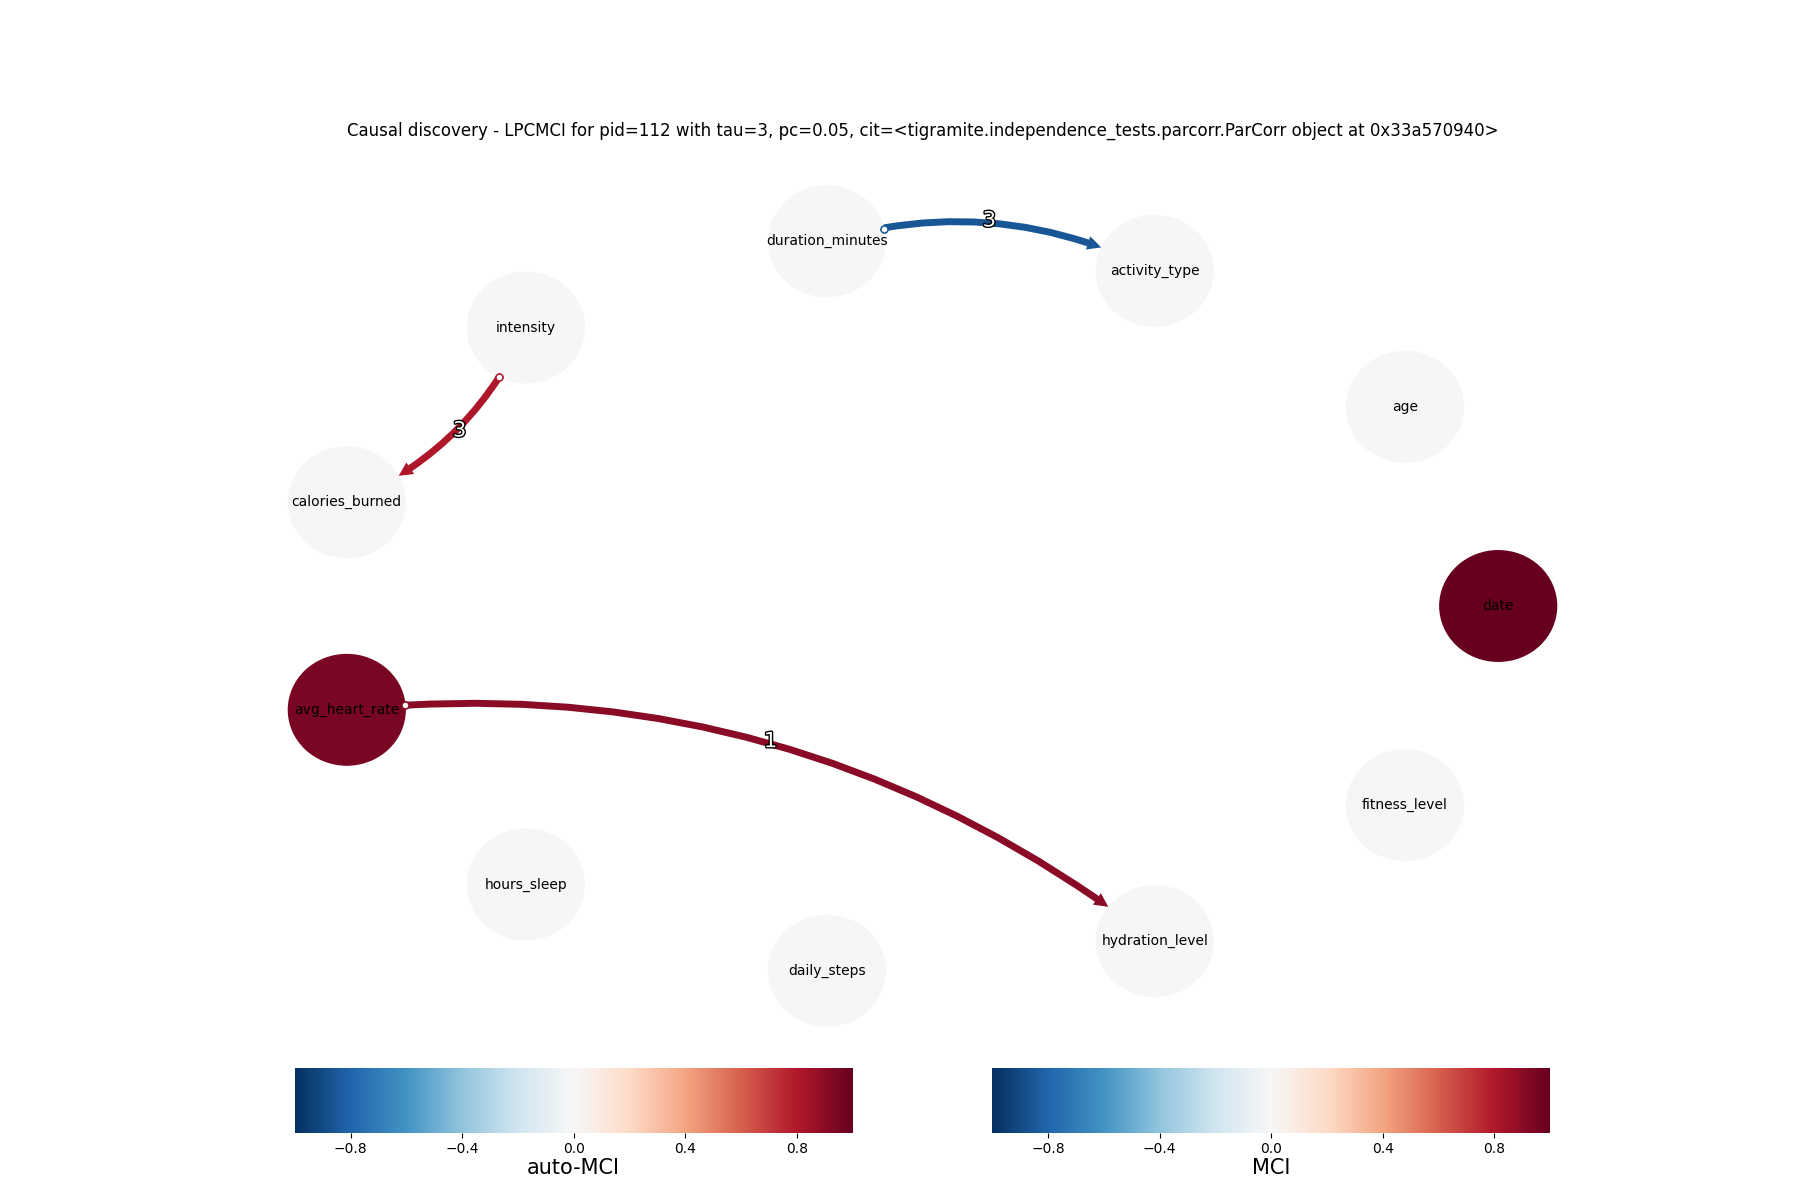 Causal discovery - LPCMCI for pid=112 with tau=3, pc=0.05, cit=<tigramite.independence_tests.parcorr.ParCorr object at 0x33a570940>
duration_minutes
3
activity_type
intensity
age
3
calories_burned
date
avg_heart_rate
1
fitness_level
hours_sleep
hydration_level
daily_steps
−0.8 −0.4 0.0 0.4 0.8
auto-MCI
−0.8 −0.4 0.0 0.4 0.8
MCI